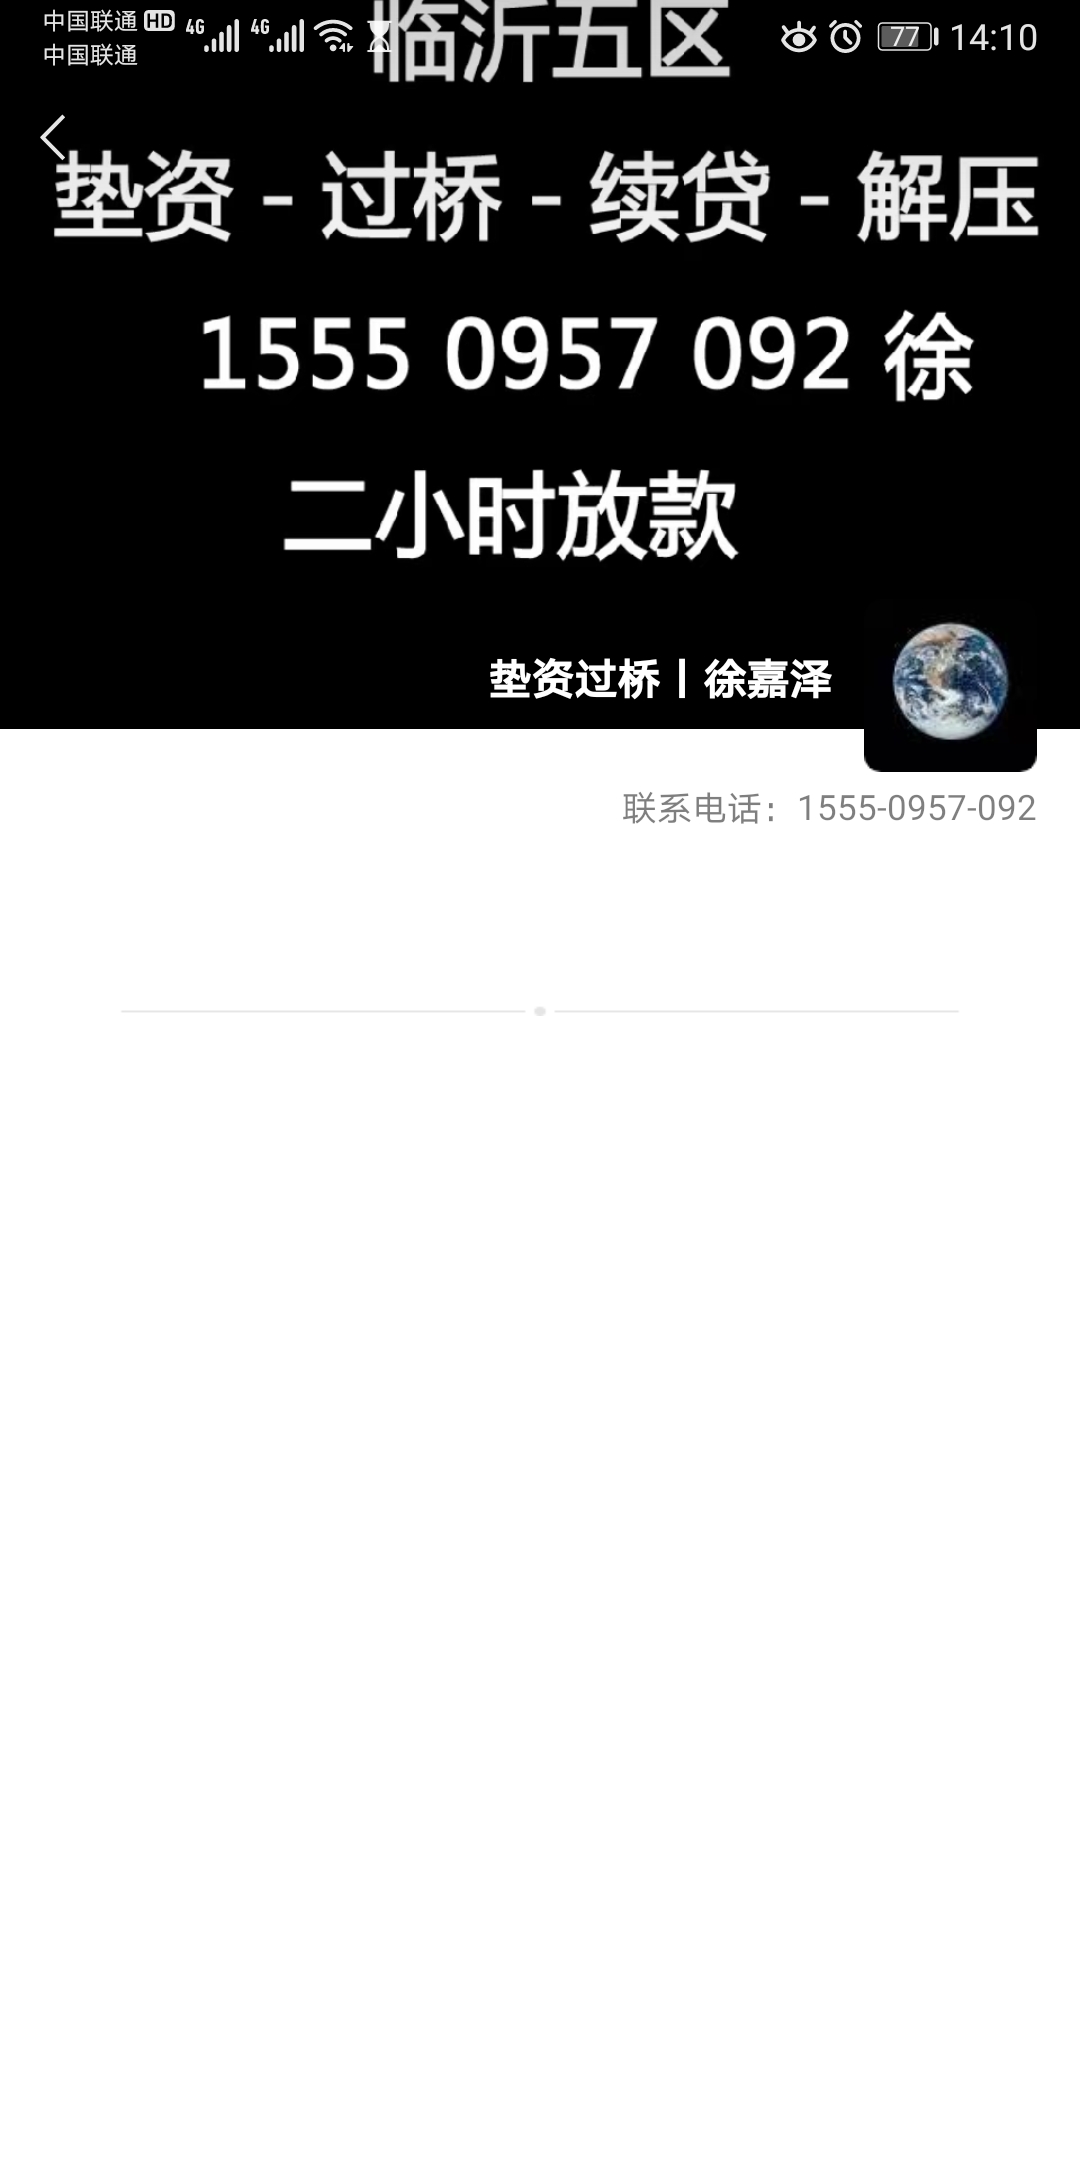 中国联通 HD 4G 4G 77 14:10
中国联通
临沂五区
垫资-过桥-续贷-解压
1555 0957 092 徐
二小时放款
垫资过桥丨徐嘉泽
联系电话：1555-0957-092